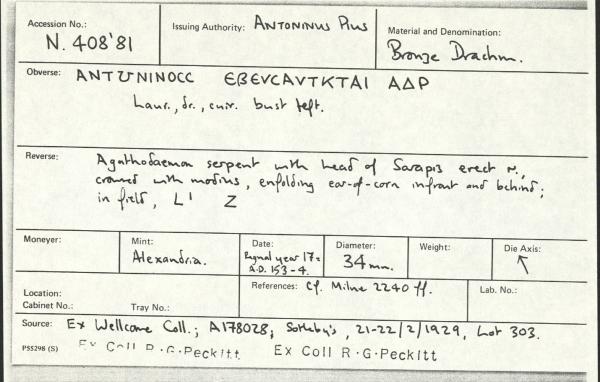 Accession No.: N. 408'81
Issuing Authority: ANTONINUS PIUS
Material and Denomination: Bronze Drachm.
Obverse: ANTՄNINOCC ЄBEVCAVTKTAI AΔP
Laur., dr., cuir. bust left.
Reverse: Agathodaemon serpent with head of Sarapis erect r.,
crowned with modius, enfolding ear-of-corn infront and behind;
in field, L I Z
Moneyer:
Mint: Alexandria.
Date: Regnal year 17 = A.D. 153-4.
Diameter: 34 mm.
Weight:
Die Axis: ↖
Location:
Cabinet No.: Tray No.:
References: Cf. Milne 2240 ff.
Lab. No.:
Source: Ex Wellcome Coll.; A178028; Sotheby's, 21-22/2/1929, Lot 303.
P55298 (S) Ex Coll R·G·Peckitt Ex Coll R·G·Peckitt